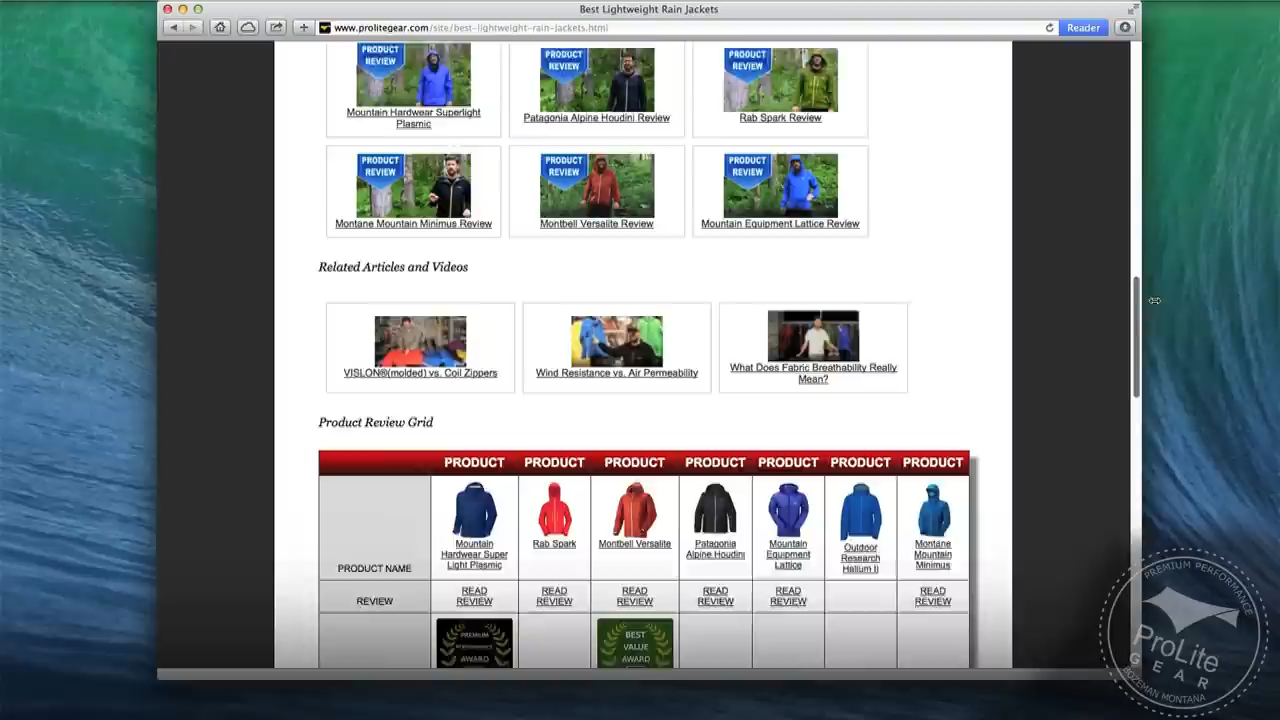 Best Lightweight Rain Jackets
www.prolitegear.com/site/best-lightweight-rain-jackets.html
Reader
PRODUCT
REVIEW
Mountain Hardwear Superlight
Plasmic
PRODUCT
REVIEW
Patagonia Alpine Houdini Review
PRODUCT
REVIEW
Rab Spark Review
PRODUCT
REVIEW
Montane Mountain Minimus Review
PRODUCT
REVIEW
Montbell Versalite Review
PRODUCT
REVIEW
Mountain Equipment Lattice Review
Related Articles and Videos
VISLON®(molded) vs. Coil Zippers
Wind Resistance vs. Air Permeability
What Does Fabric Breathability Really
Mean?
Product Review Grid
PRODUCT PRODUCT PRODUCT PRODUCT PRODUCT PRODUCT PRODUCT
PRODUCT NAME
Mountain
Hardwear Super
Light Plasmic
Rab Spark
Montbell Versalite
Patagonia
Alpine Houdini
Mountain
Equipment
Lattice
Outdoor
Research
Halium II
Montane
Mountain
Minimus
REVIEW
READ
REVIEW
READ
REVIEW
READ
REVIEW
READ
REVIEW
READ
REVIEW
READ
REVIEW
PREMIUM
AWARD
BEST
VALUE
AWARD
PREMIUM PERFORMANCE
ProLite
GEAR
BOZEMAN MONTANA